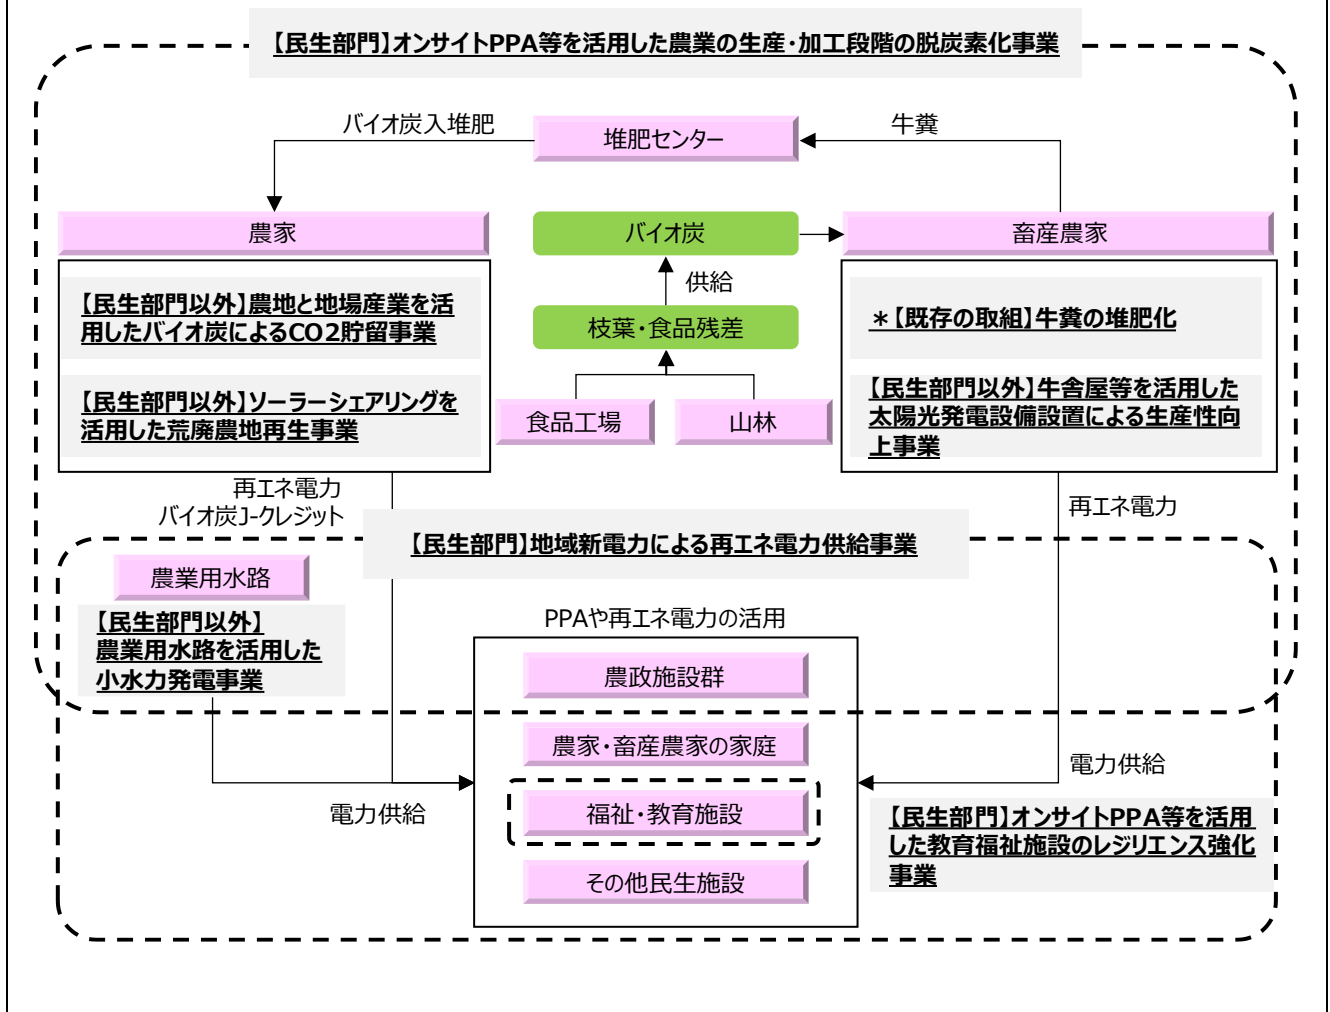 【民生部門】オンサイトPPA等を活用した農業の生産・加工段階の脱炭素化事業
バイオ炭入堆肥
堆肥センター
牛糞
農家
バイオ炭
畜産農家
供給
【民生部門以外】農地と地場産業を活
用したバイオ炭によるCO2貯留事業
枝葉・食品残差
＊【既存の取組】牛糞の堆肥化
【民生部門以外】ソーラーシェアリングを
活用した荒廃農地再生事業
食品工場
山林
【民生部門以外】牛舎屋等を活用した
太陽光発電設備設置による生産性向
上事業
再エネ電力
バイオ炭J-クレジット
再エネ電力
【民生部門】地域新電力による再エネ電力供給事業
農業用水路
【民生部門以外】
農業用水路を活用した
小水力発電事業
PPAや再エネ電力の活用
農政施設群
農家・畜産農家の家庭
福祉・教育施設
その他民生施設
電力供給
電力供給
【民生部門】オンサイトPPA等を活用
した教育福祉施設のレジリエンス強化
事業